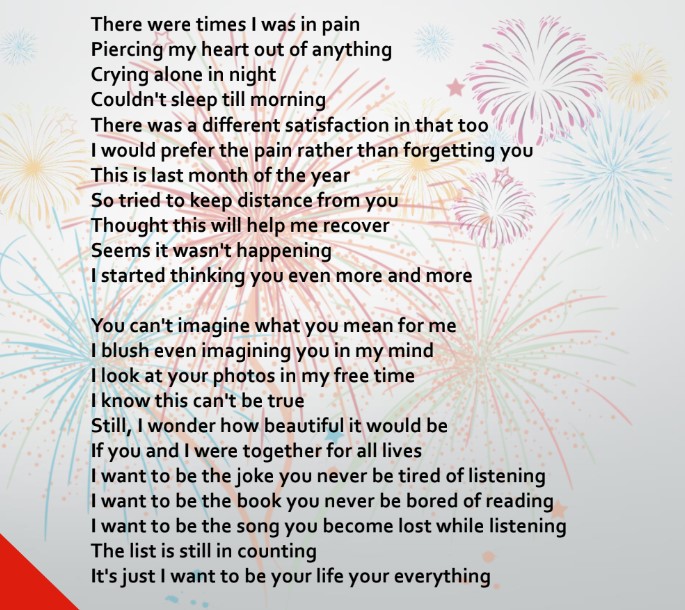 There were times I was in pain
Piercing my heart out of anything
Crying alone in night
Couldn't sleep till morning
There was a different satisfaction in that too
I would prefer the pain rather than forgetting you
This is last month of the year
So tried to keep distance from you
Thought this will help me recover
Seems it wasn't happening
I started thinking you even more and more
You can't imagine what you mean for me
I blush even imagining you in my mind
I look at your photos in my free time
I know this can't be true
Still, I wonder how beautiful it would be
If you and I were together for all lives
I want to be the joke you never be tired of listening
I want to be the book you never be bored of reading
I want to be the song you become lost while listening
The list is still in counting
It's just I want to be your life your everything